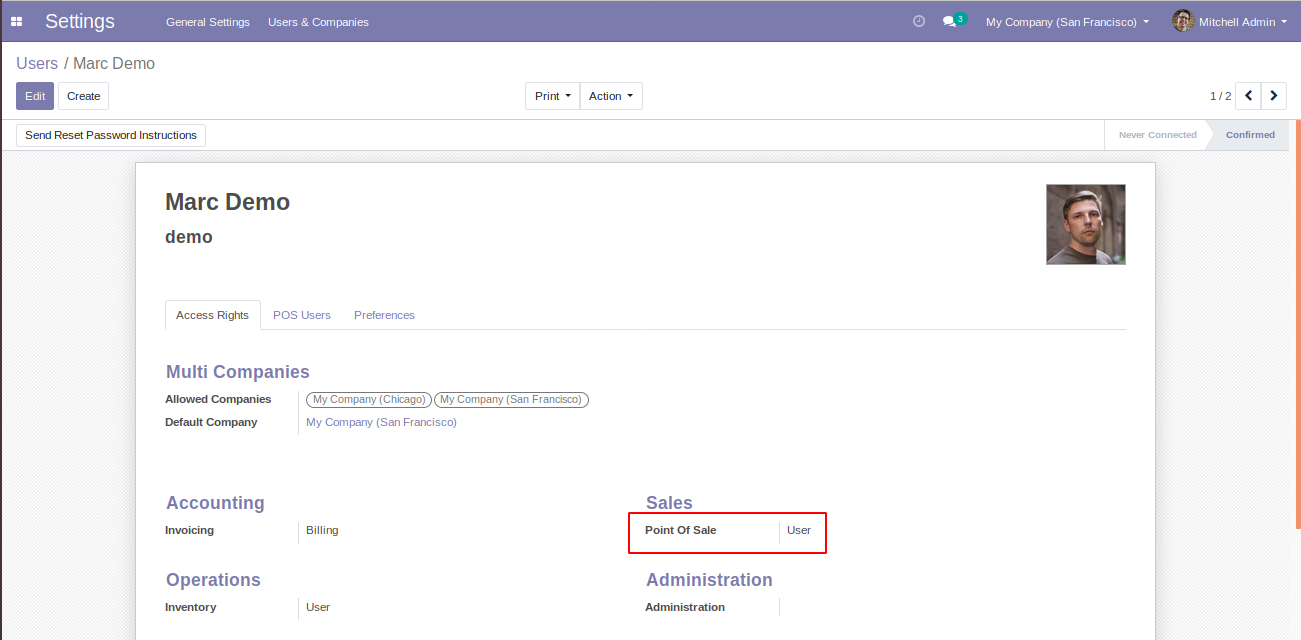 Settings General Settings Users & Companies 3 My Company (San Francisco) Mitchell Admin
Users / Marc Demo
Edit Create Print Action 1 / 2
Send Reset Password Instructions Never Connected Confirmed
Marc Demo
demo
Access Rights POS Users Preferences
Multi Companies
Allowed Companies My Company (Chicago) My Company (San Francisco)
Default Company My Company (San Francisco)
Accounting Sales
Invoicing Billing Point Of Sale User
Operations Administration
Inventory User Administration